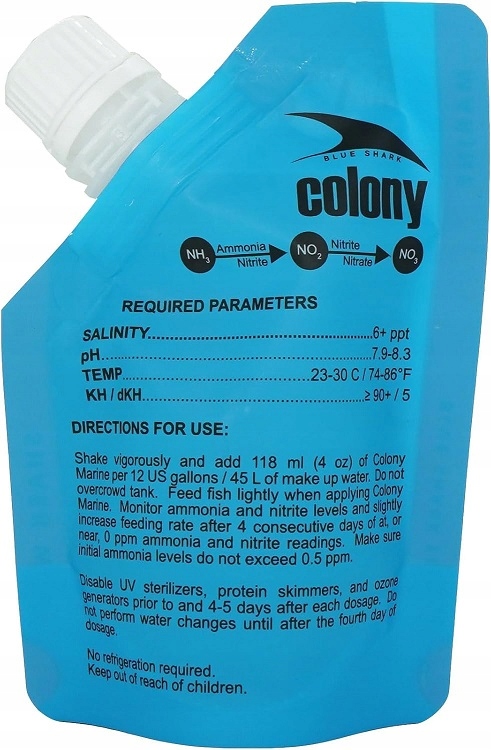 BLUE SHARK
colony
NH3 Ammonia Nitrite NO2 Nitrite Nitrate NO3
REQUIRED PARAMETERS
SALINITY...6+ ppt
pH...7.9-8.3
TEMP...23-30 C / 74-86°F
KH / dKH...≥ 90+ / 5
DIRECTIONS FOR USE:
Shake vigorously and add 118 ml (4 oz) of Colony
Marine per 12 US gallons / 45 L of make up water. Do not
overcrowd tank. Feed fish lightly when applying Colony
Marine. Monitor ammonia and nitrite levels and slightly
increase feeding rate after 4 consecutive days of at, or
near, 0 ppm ammonia and nitrite readings. Make sure
initial ammonia levels do not exceed 0.5 ppm.
Disable UV sterilizers, protein skimmers, and ozone
generators prior to and 4-5 days after each dosage. Do
not perform water changes until after the fourth day of
dosage.
No refrigeration required.
Keep out of reach of children.